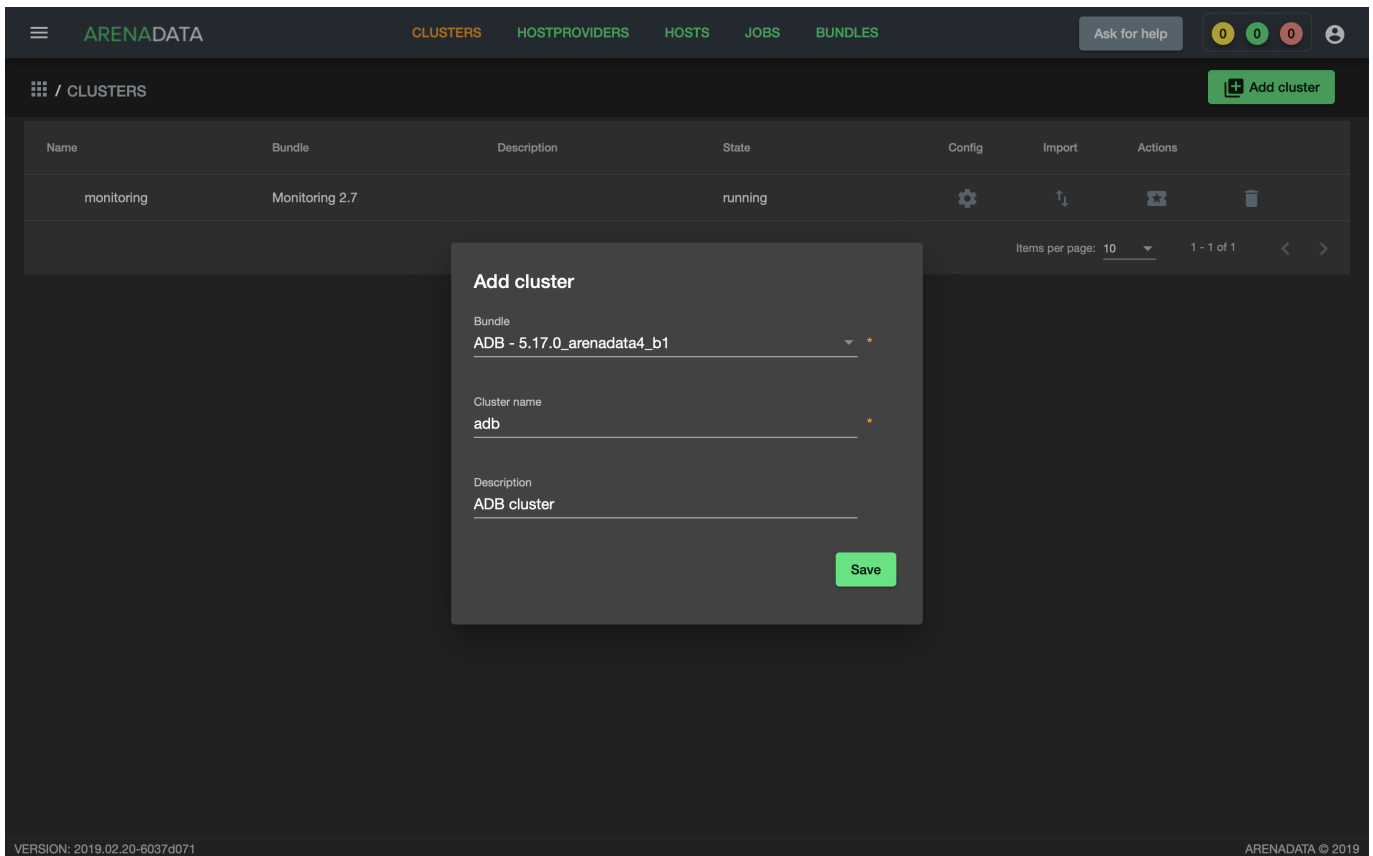 ARENADATA CLUSTERS HOSTPROVIDERS HOSTS JOBS BUNDLES Ask for help 0 0 0
/ CLUSTERS Add cluster
Name Bundle Description State Config Import Actions
monitoring Monitoring 2.7 running
Items per page: 10 1 - 1 of 1
Add cluster
Bundle
ADB - 5.17.0_arenadata4_b1 *
Cluster name
adb *
Description
ADB cluster
Save
VERSION: 2019.02.20-6037d071 ARENADATA © 2019